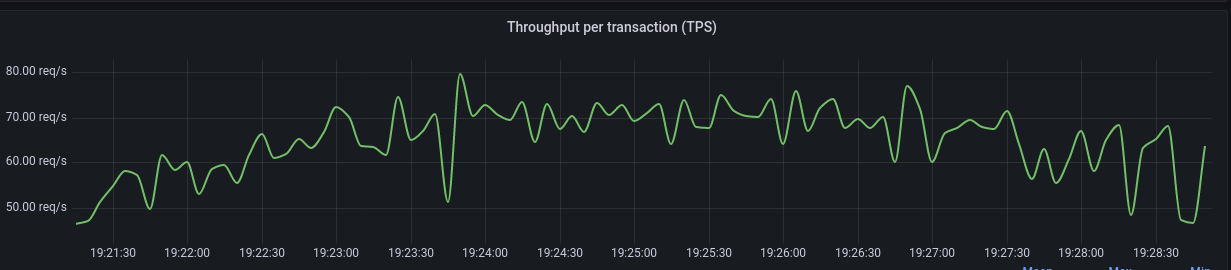 Throughput per transaction (TPS)
80.00 req/s
70.00 req/s
60.00 req/s
50.00 req/s
19:21:30 19:22:00 19:22:30 19:23:00 19:23:30 19:24:00 19:24:30 19:25:00 19:25:30 19:26:00 19:26:30 19:27:00 19:27:30 19:28:00 19:28:30